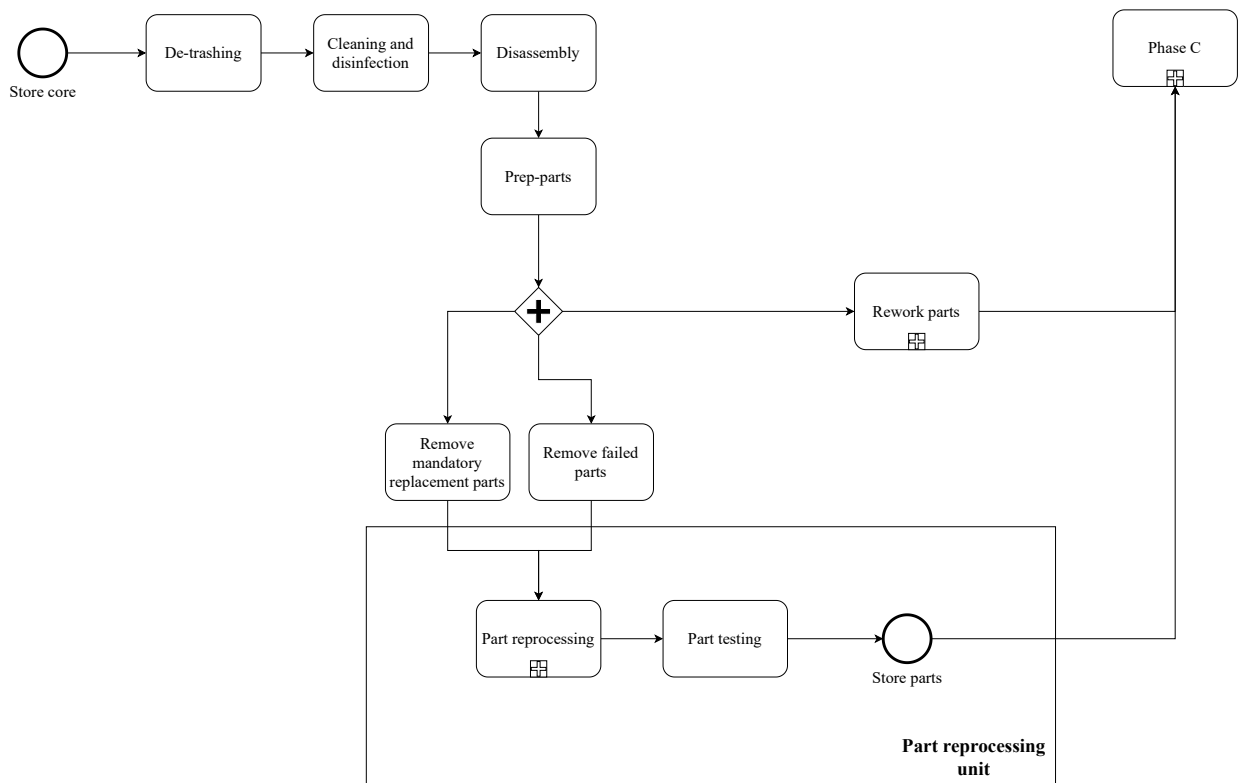 De-trashing
Cleaning and
disinfection
Disassembly
Phase C
Store core
Prep-parts
Rework parts
Remove
mandatory
replacement parts
Remove failed
parts
Part reprocessing
Part testing
Store parts
Part reprocessing
unit